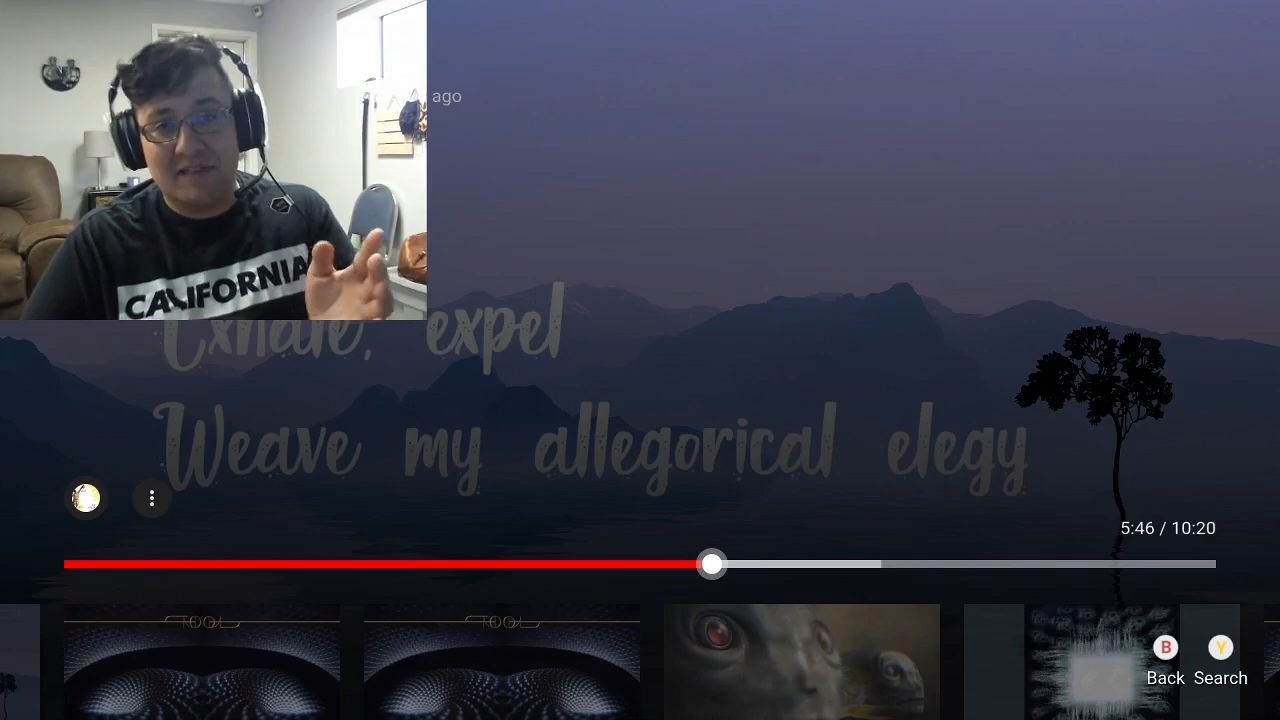 ago
CALIFORNIA
Exhale, expel
Weave my allegorical elegy
5:46 / 10:20
TOOL
TOOL
B Y
Back Search